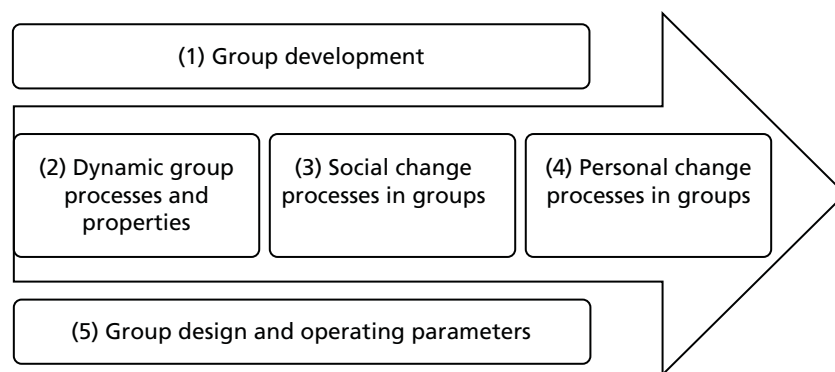 (1) Group development
(2) Dynamic group
processes and
properties
(3) Social change
processes in groups
(4) Personal change
processes in groups
(5) Group design and operating parameters